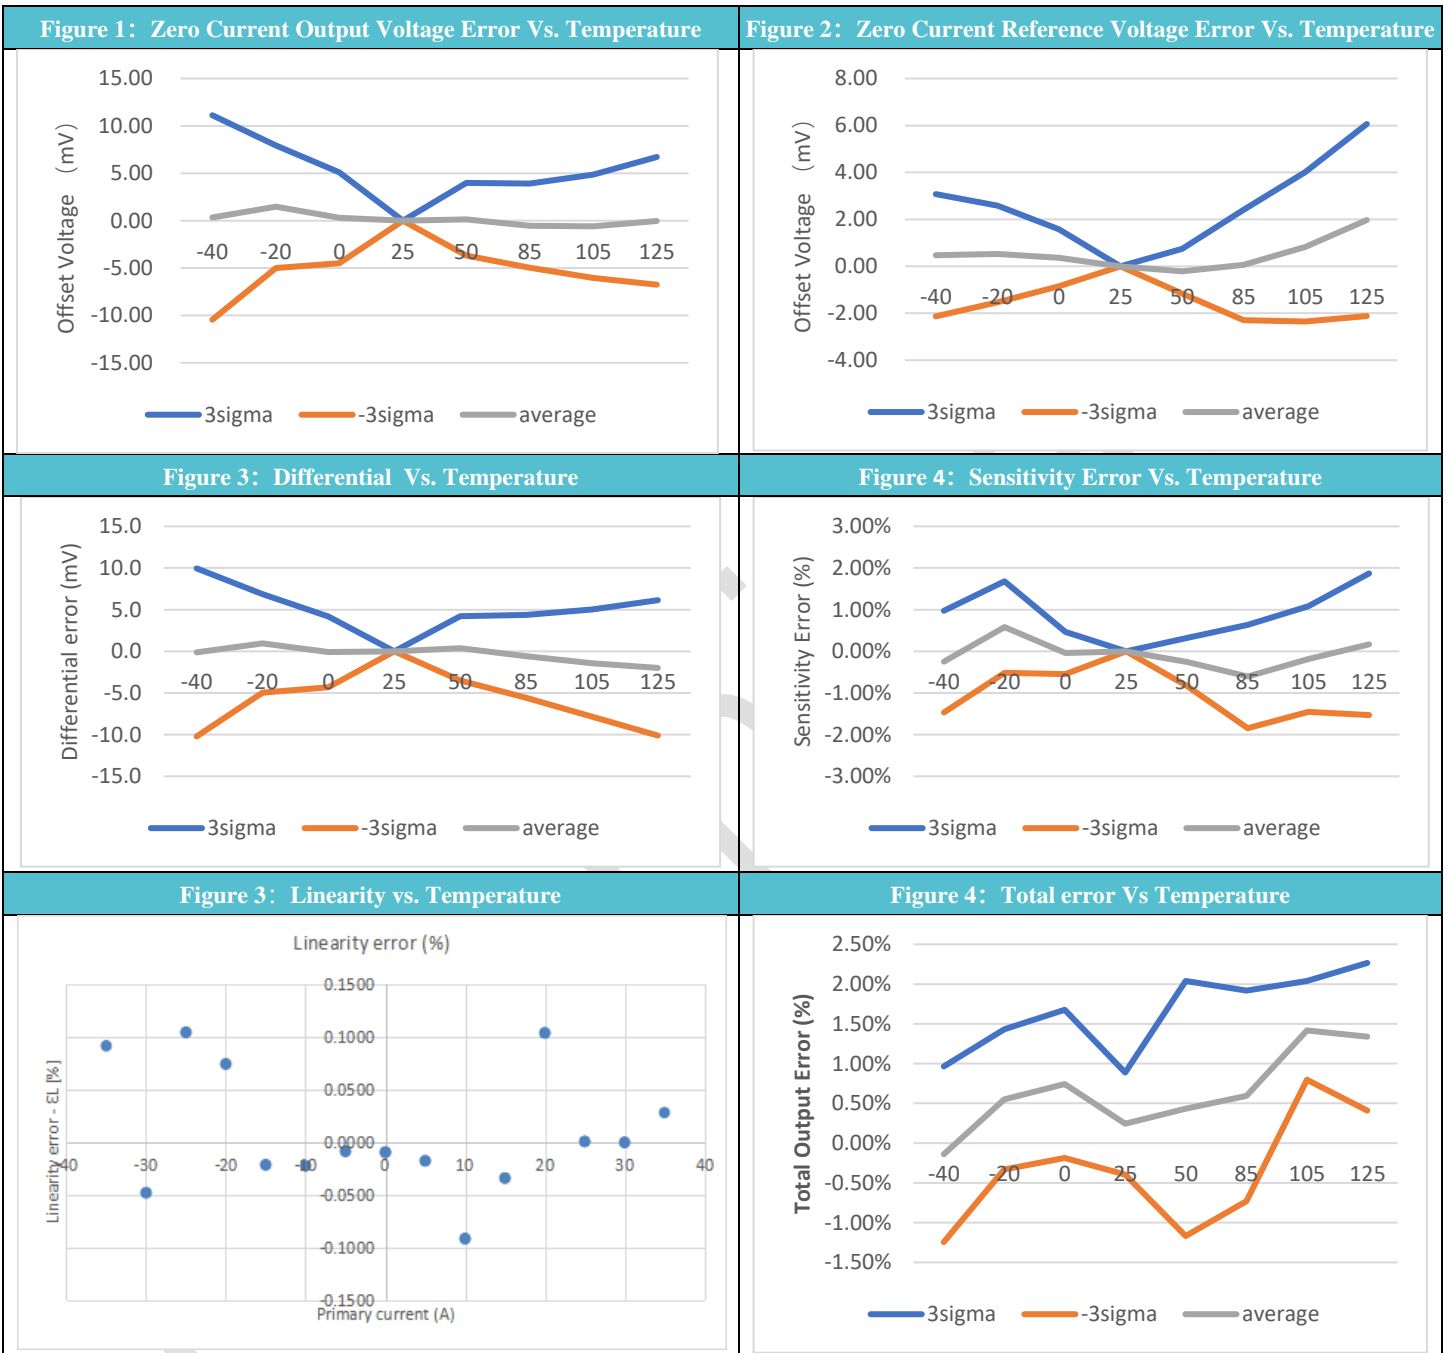 Figure 1：Zero Current Output Voltage Error Vs. Temperature
15.00
10.00
5.00
0.00
-5.00
-10.00
-15.00
Offset Voltage （mV）
-40 -20 0 25 50 85 105 125
3sigma -3sigma average
Figure 2：Zero Current Reference Voltage Error Vs. Temperature
8.00
6.00
4.00
2.00
0.00
-2.00
-4.00
Offset Voltage （mV）
-40 -20 0 25 50 85 105 125
3sigma -3sigma average
Figure 3：Differential Vs. Temperature
15.0
10.0
5.0
0.0
-5.0
-10.0
-15.0
Differential error (mV)
-40 -20 0 25 50 85 105 125
3sigma -3sigma average
Figure 4：Sensitivity Error Vs. Temperature
3.00%
2.00%
1.00%
0.00%
-1.00%
-2.00%
-3.00%
Sensitivity Error (%)
-40 -20 0 25 50 85 105 125
3sigma -3sigma average
Figure 3：Linearity vs. Temperature
Linearity error (%)
0.1500
0.1000
0.0500
0.0000
-0.0500
-0.1000
-0.1500
Linearity error - εL [%]
-40 -30 -20 -10 0 10 20 30 40
Primary current (A)
Figure 4：Total error Vs Temperature
2.50%
2.00%
1.50%
1.00%
0.50%
0.00%
-0.50%
-1.00%
-1.50%
Total Output Error (%)
-40 -20 0 25 50 85 105 125
3sigma -3sigma average